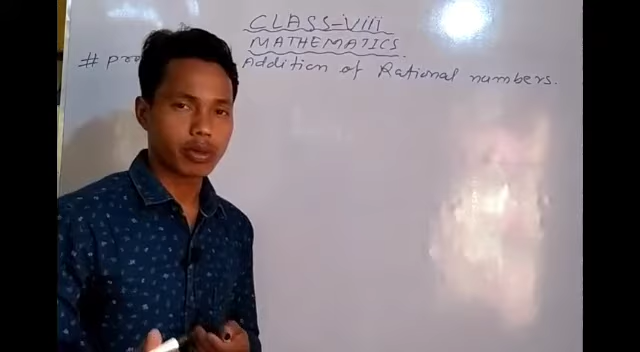 CLASS-VIII
MATHEMATICS
# Addition of Rational numbers.